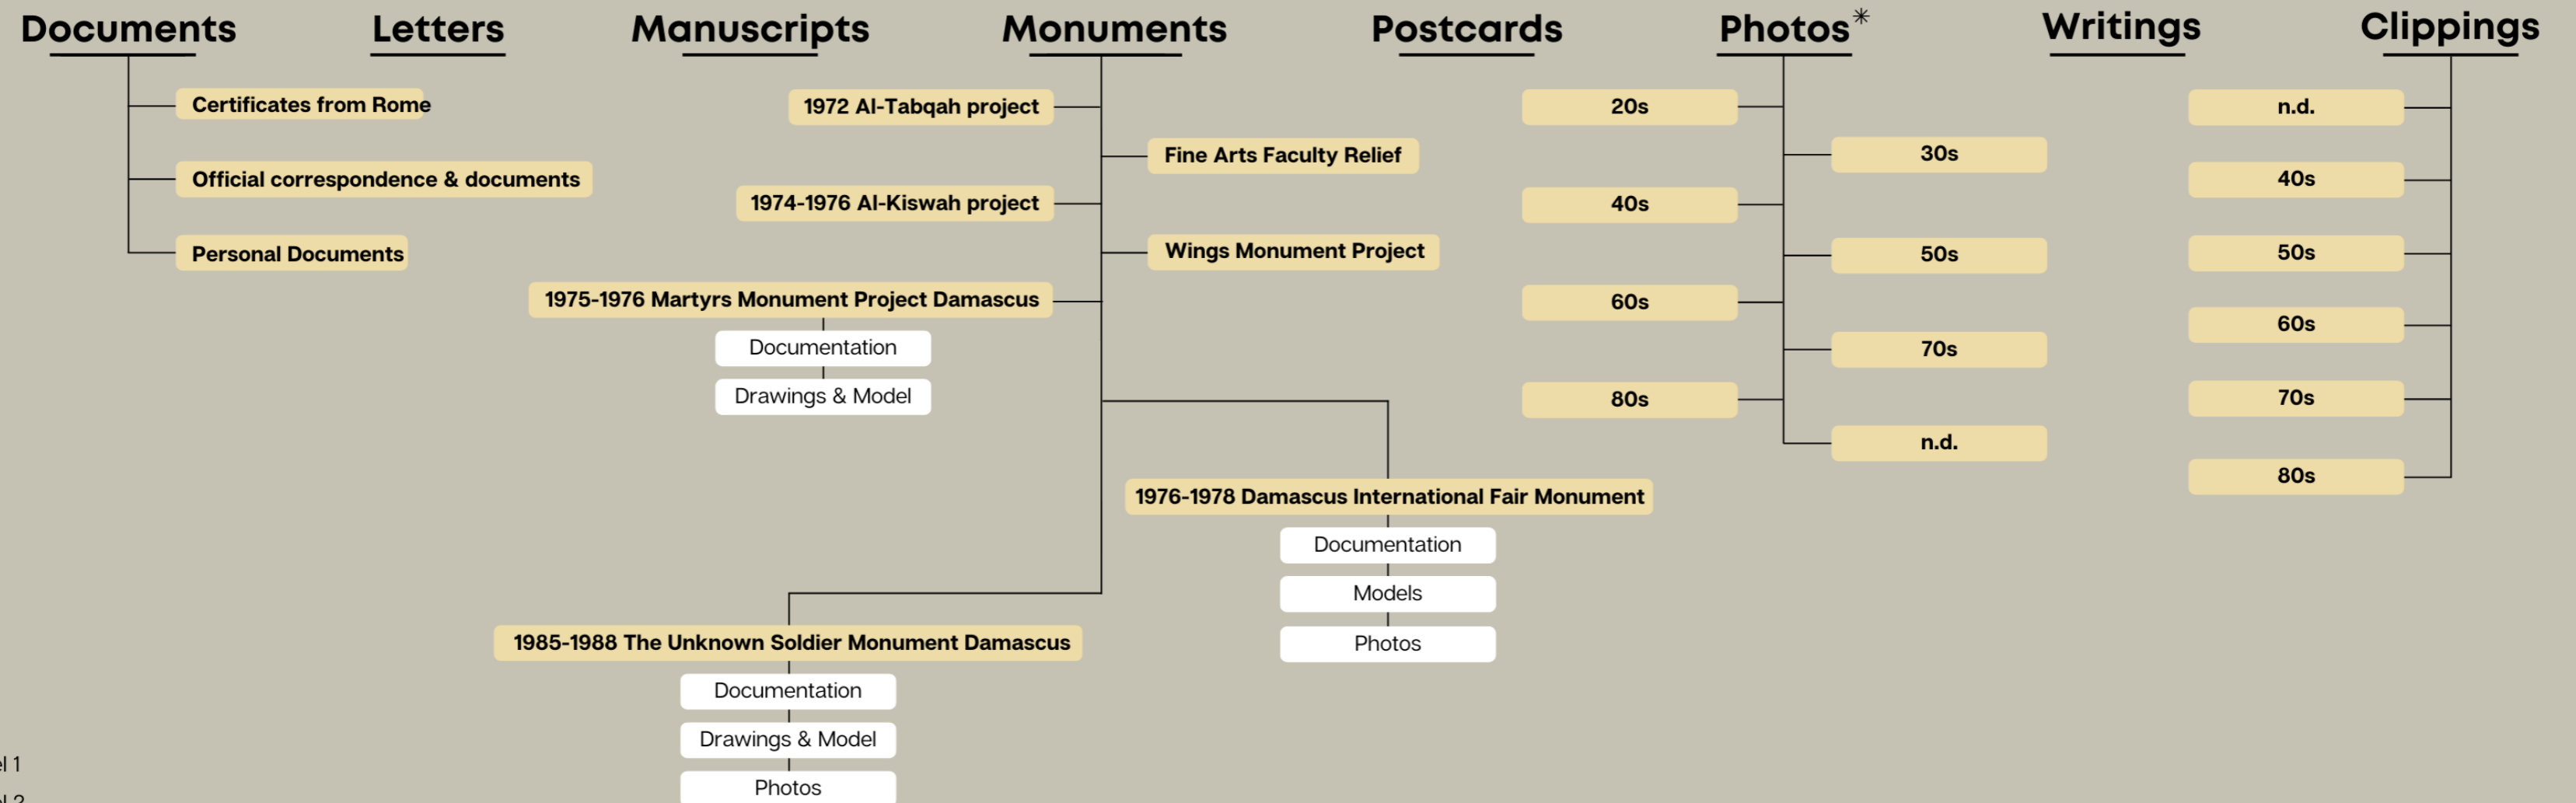 Documents
Letters
Manuscripts
Monuments
Postcards
Photos*
Writings
Clippings
Certificates from Rome
Official correspondence & documents
Personal Documents
1972 Al-Tabqah project
Fine Arts Faculty Relief
1974-1976 Al-Kiswah project
Wings Monument Project
1975-1976 Martyrs Monument Project Damascus
Documentation
Drawings & Model
1976-1978 Damascus International Fair Monument
Documentation
Models
Photos
1985-1988 The Unknown Soldier Monument Damascus
Documentation
Drawings & Model
Photos
20s
30s
40s
50s
60s
70s
80s
n.d.
n.d.
40s
50s
60s
70s
80s
el 1